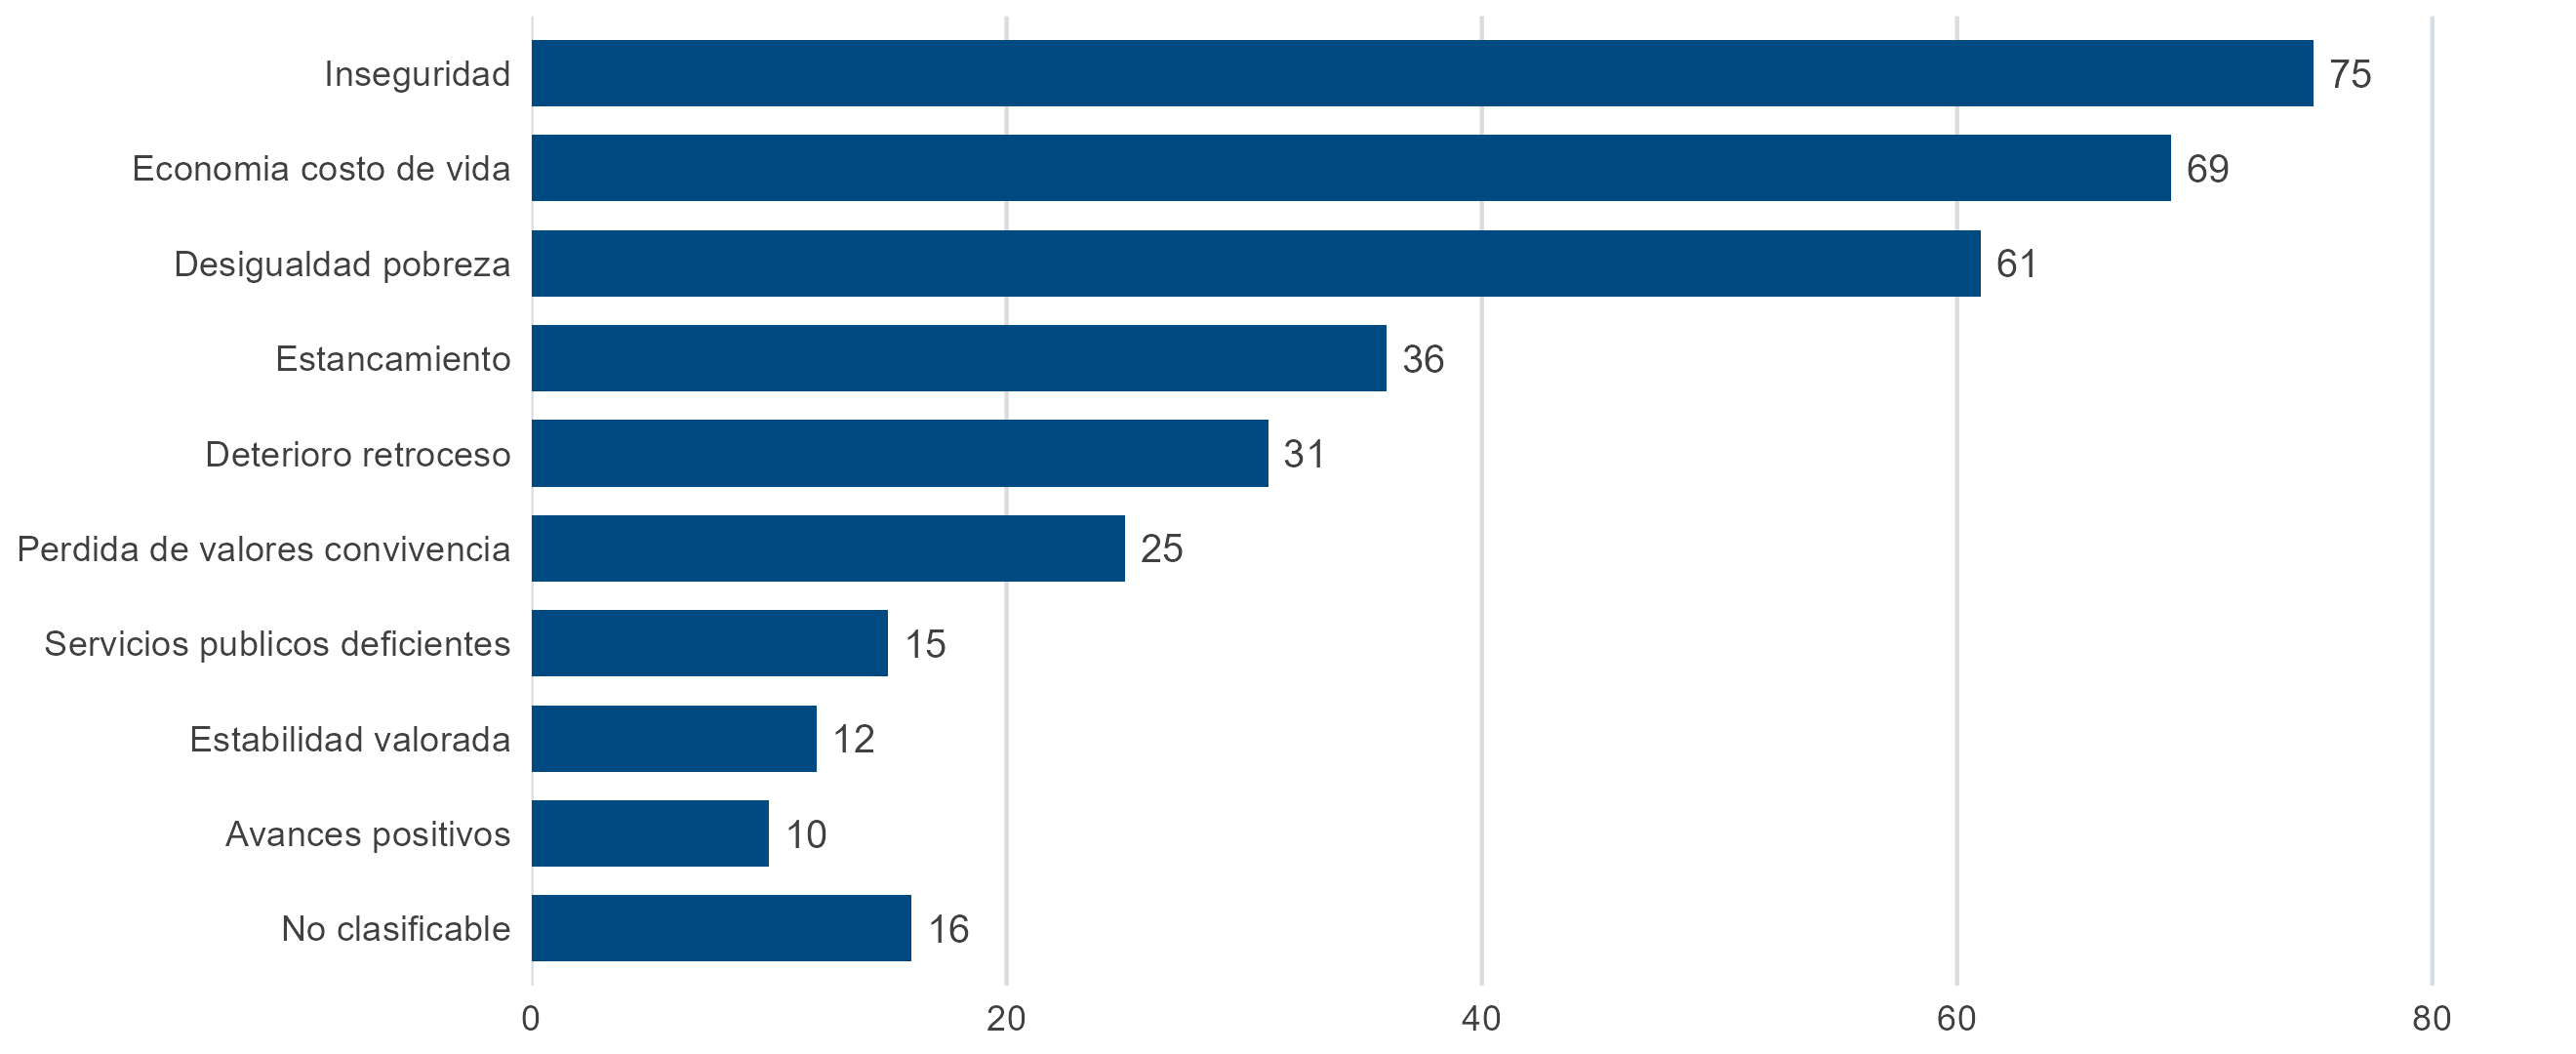 Inseguridad 75
Economia costo de vida 69
Desigualdad pobreza 61
Estancamiento 36
Deterioro retroceso 31
Perdida de valores convivencia 25
Servicios publicos deficientes 15
Estabilidad valorada 12
Avances positivos 10
No clasificable 16
0 20 40 60 80